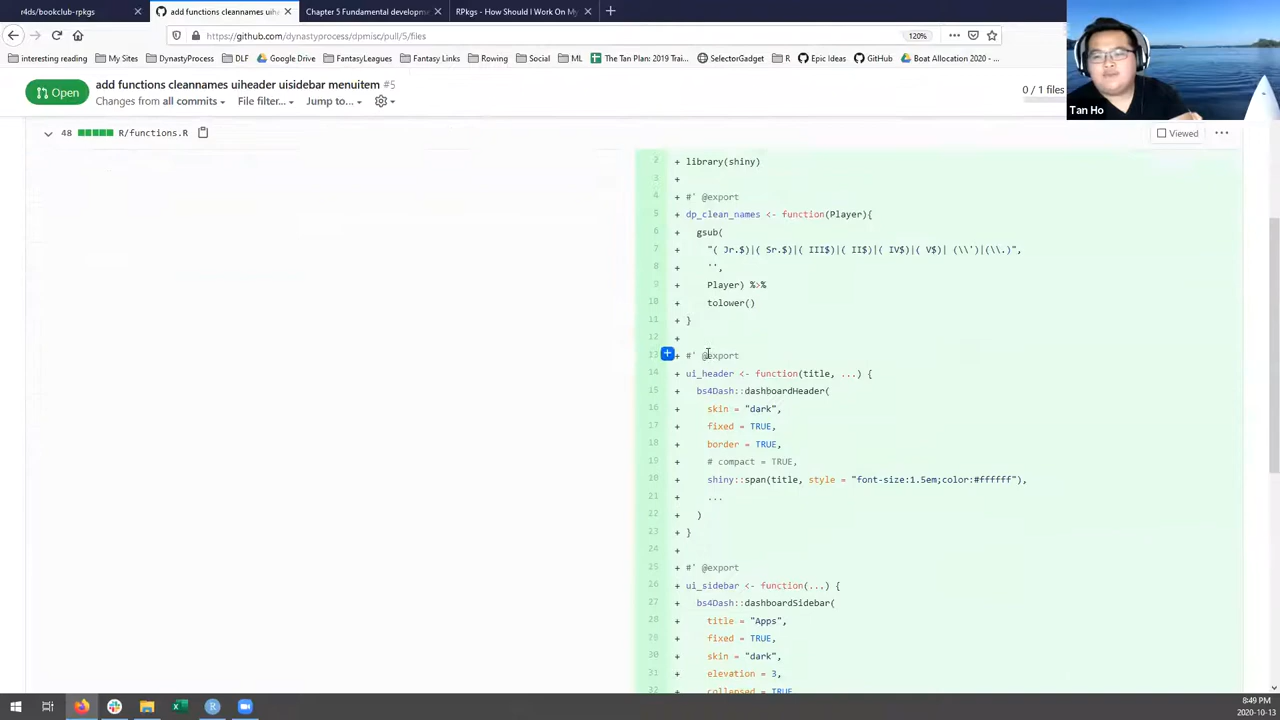 r4ds/bookclub-rpkgs
add functions cleannames uihe
Chapter 5 Fundamental developm
RPkgs - How Should I Work On My
https://github.com/dynastyprocess/dpmisc/pull/5/files
120%
interesting reading
My Sites
DynastyProcess
DLF
Google Drive
FantasyLeagues
Fantasy Links
Rowing
Social
ML
The Tan Plan: 2019 Trai...
SelectorGadget
R
Epic Ideas
GitHub
Boat Allocation 2020 -...
Tan Ho
Open
add functions cleannames uiheader uisidebar menuitem #5
Changes from all commits
File filter...
Jump to...
0 / 1 files
48
R/functions.R
Viewed
2 + library(shiny)
3 +
4 + #' @export
5 + dp_clean_names <- function(Player){
6 + gsub(
7 + "( Jr.$)|( Sr.$)|( III$)|( II$)|( IV$)|( V$)| (\\')|(\\.)",
8 + '',
9 + Player) %>%
10 + tolower()
11 + }
12 +
13 + #' @export
14 + ui_header <- function(title, ...) {
15 + bs4Dash::dashboardHeader(
16 + skin = "dark",
17 + fixed = TRUE,
18 + border = TRUE,
19 + # compact = TRUE,
20 + shiny::span(title, style = "font-size:1.5em;color:#ffffff"),
21 + ...
22 + )
23 + }
24 +
25 + #' @export
26 + ui_sidebar <- function(...) {
27 + bs4Dash::dashboardSidebar(
28 + title = "Apps",
29 + fixed = TRUE,
30 + skin = "dark",
31 + elevation = 3,
32 + collapsed = TRUE
8:49 PM
2020-10-13